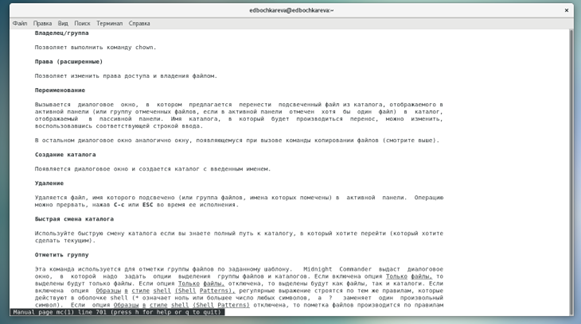 edbochkareva@edbochkareva:~
Файл Правка Вид Поиск Терминал Справка
Владелец/группа
Позволяет выполнить команду chown.
Права (расширенные)
Позволяет изменить права доступа и владения файлом.
Переименование
Вызывается диалоговое окно, в котором предлагается перенести подсвеченный файл из каталога, отображаемого в
активной панели (или группу отмеченных файлов, если в активной панели отмечен хотя бы один файл) в каталог,
отображаемый в пассивной панели. Имя каталога, в который будет производиться перенос, можно изменить,
воспользовавшись соответствующей строкой ввода.
В остальном диалоговое окно аналогично окну, появляющемуся при вызове команды копирования файлов (смотрите выше).
Создание каталога
Появляется диалоговое окно и создается каталог с введенным именем.
Удаление
Удаляется файл, имя которого подсвечено (или группа файлов, имена которых помечены) в активной панели. Операцию
можно прервать, нажав C-c или ESC во время ее исполнения.
Быстрая смена каталога
Используйте быструю смену каталога если вы знаете полный путь к каталогу, в который хотите перейти (который хотите
сделать текущим).
Отметить группу
Эта команда используется для отметки группы файлов по заданному шаблону. Midnight Commander выдаст диалоговое
окно, в которой надо задать опции выделения группы файлов и каталогов. Если включена опция Только файлы, то
выделены будут только файлы. Если опция Только файлы, отключена, то выделены будут как файлы, так и каталоги. Если
включена опция Образцы в стиле shell (Shell Patterns), регулярные выражение строятся по тем же правилам, которые
действуют в оболочке shell (* означает ноль или большее число любых символов, а ? заменяет один произвольный
символ). Если опция Образцы в стиле shell (Shell Patterns) отключена, то пометка файлов производится по правилам
Manual page mc(1) line 701 (press h for help or q to quit)